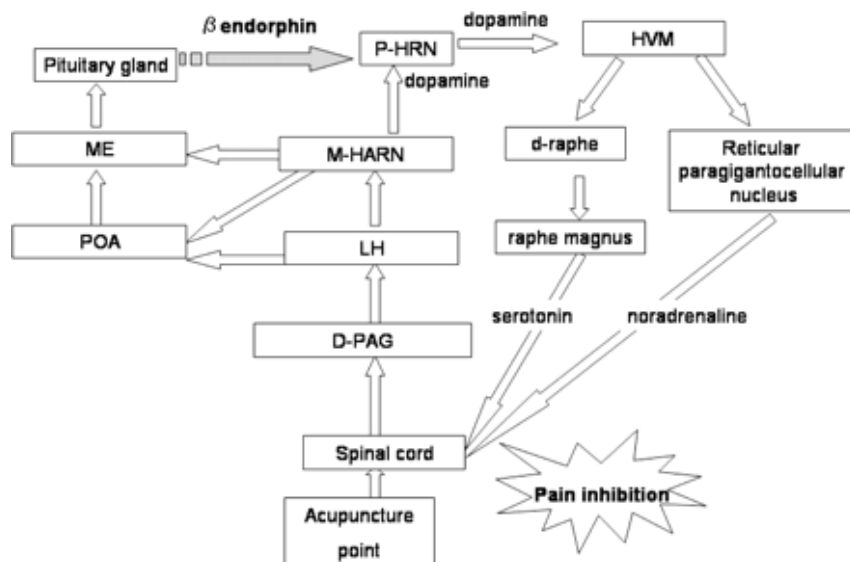 dopamine
β endorphin
P-HRN
HVM
Pituitary gland
dopamine
ME
M-HARN
d-raphe
Reticular
paragigantocellular
nucleus
POA
LH
raphe magnus
serotonin
noradrenaline
D-PAG
Spinal cord
Pain inhibition
Acupuncture
point